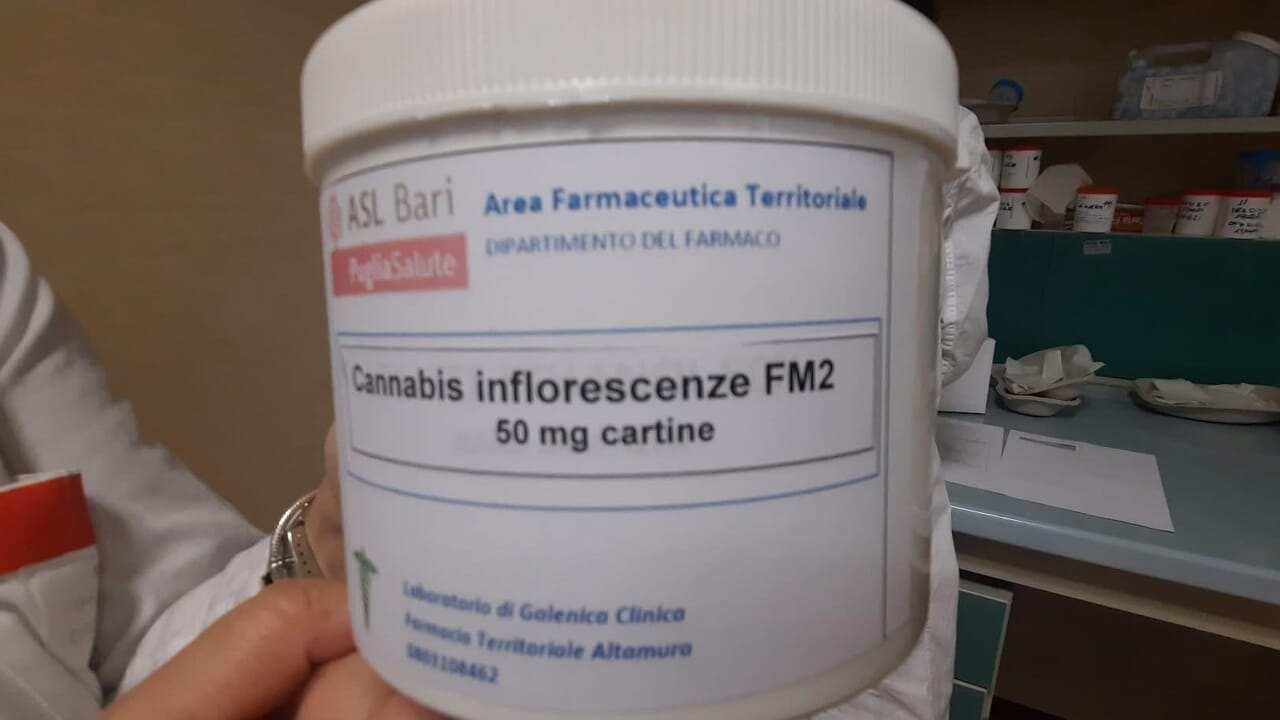 ASL Bari
PugliaSalute
Area Farmaceutica Territoriale
DIPARTIMENTO DEL FARMACO
Cannabis inflorescenze FM2
50 mg cartine
Laboratorio di Galenica Clinica
Farmacia Territoriale Altamura
0803108462